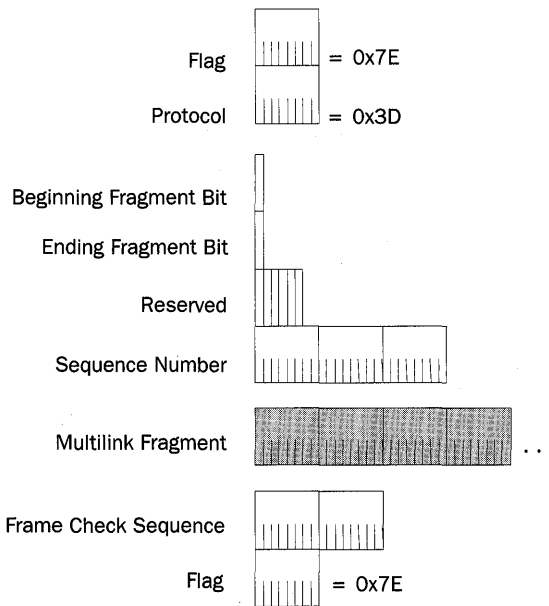 Flag = 0x7E
Protocol = 0x3D
Beginning Fragment Bit
Ending Fragment Bit
Reserved
Sequence Number
Multilink Fragment ..
Frame Check Sequence
Flag = 0x7E